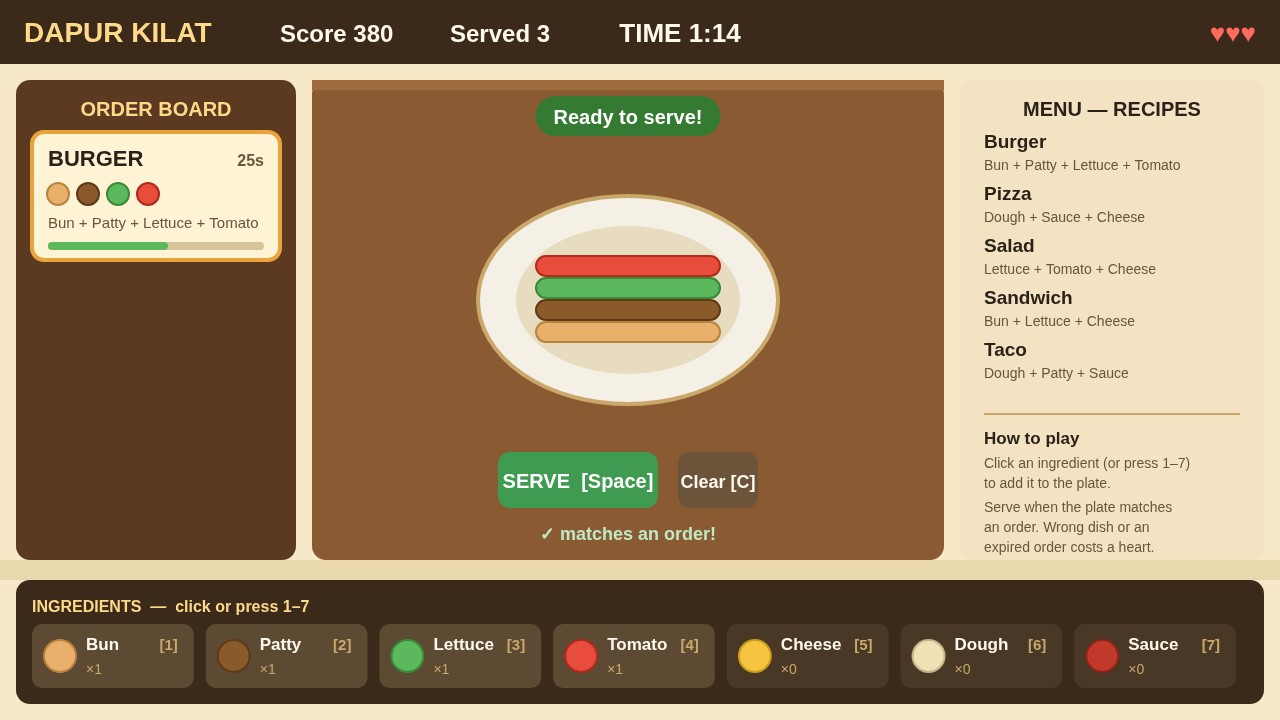 DAPUR KILAT
Score 380
Served 3
TIME 1:14
♥♥♥
ORDER BOARD
BURGER 25s
Bun + Patty + Lettuce + Tomato
Ready to serve!
SERVE [Space]
Clear [C]
✓ matches an order!
MENU — RECIPES
Burger
Bun + Patty + Lettuce + Tomato
Pizza
Dough + Sauce + Cheese
Salad
Lettuce + Tomato + Cheese
Sandwich
Bun + Lettuce + Cheese
Taco
Dough + Patty + Sauce
How to play
Click an ingredient (or press 1–7)
to add it to the plate.
Serve when the plate matches
an order. Wrong dish or an
expired order costs a heart.
INGREDIENTS — click or press 1–7
Bun [1]
×1
Patty [2]
×1
Lettuce [3]
×1
Tomato [4]
×1
Cheese [5]
×0
Dough [6]
×0
Sauce [7]
×0